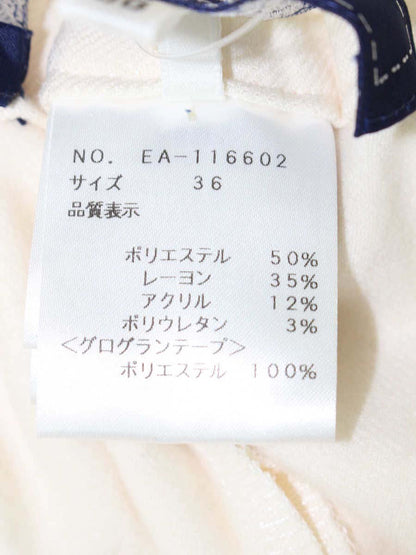 NO. EA-116602
サイズ 36
品質表示
ポリエステル 50%
レーヨン 35%
アクリル 12%
ポリウレタン 3%
<グログランテープ>
ポリエステル 100%